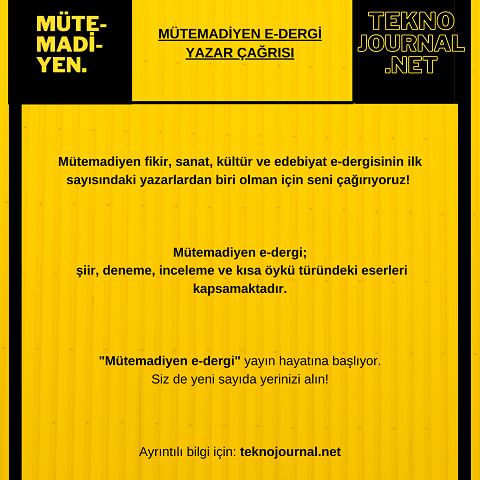 MÜTE-
MADİ-
YEN.
MÜTEMADİYEN E-DERGİ
YAZAR ÇAĞRISI
TEKNO
JOURNAL
.NET
Mütemadiyen fikir, sanat, kültür ve edebiyat e-dergisinin ilk
sayısındaki yazarlardan biri olman için seni çağırıyoruz!
Mütemadiyen e-dergi;
şiir, deneme, inceleme ve kısa öykü türündeki eserleri
kapsamaktadır.
"Mütemadiyen e-dergi" yayın hayatına başlıyor.
Siz de yeni sayıda yerinizi alın!
Ayrıntılı bilgi için: teknojournal.net